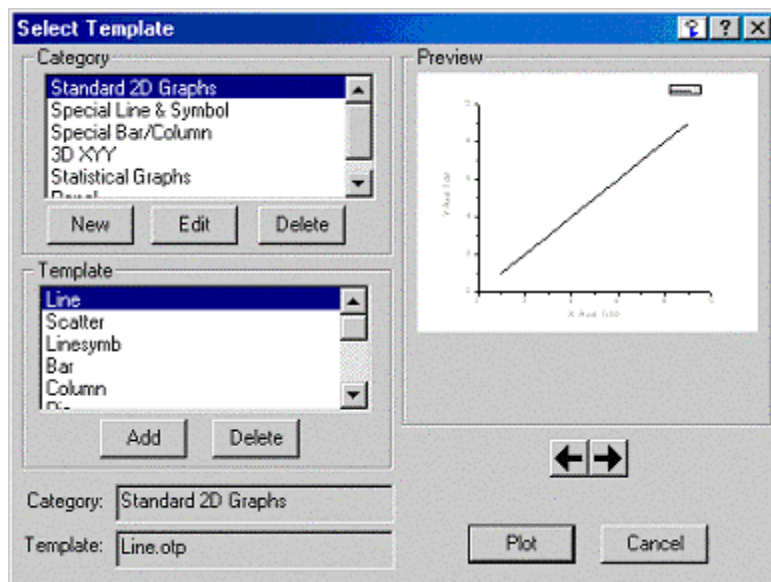 Select Template
Category
Standard 2D Graphs
Special Line & Symbol
Special Bar/Column
3D XYY
Statistical Graphs
New
Edit
Delete
Template
Line
Scatter
Linesymb
Bar
Column
Add
Delete
Category: Standard 2D Graphs
Template: Line.otp
Preview
Plot
Cancel